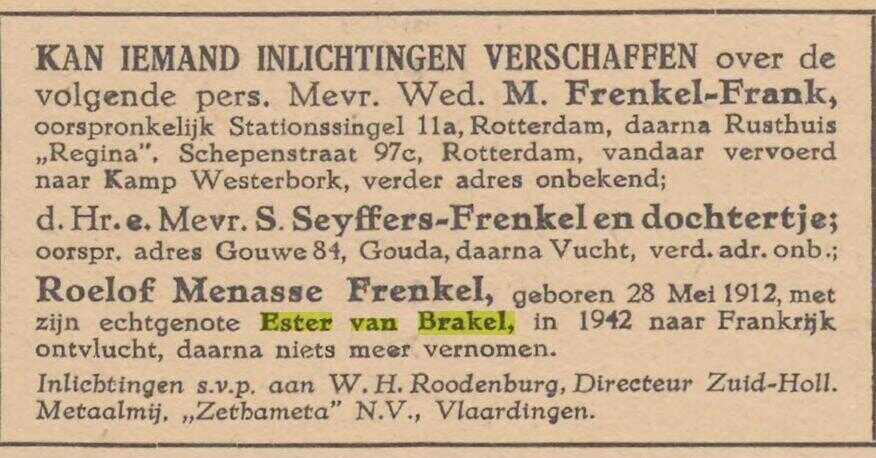 KAN IEMAND INLICHTINGEN VERSCHAFFEN over de
volgende pers. Mevr. Wed. M. Frenkel-Frank,
oorspronkelijk Stationssingel 11a, Rotterdam, daarna Rusthuis
„Regina”. Schepenstraat 97c, Rotterdam, vandaar vervoerd
naar Kamp Westerbork, verder adres onbekend;
d. Hr. e. Mevr. S. Seyffers-Frenkel en dochtertje;
oorspr. adres Gouwe 84, Gouda, daarna Vucht, verd. adr. onb.;
Roelof Menasse Frenkel, geboren 28 Mei 1912, met
zijn echtgenote Ester van Brakel, in 1942 naar Frankrijk
ontvlucht, daarna niets meer vernomen.
Inlichtingen s.v.p. aan W. H. Roodenburg, Directeur Zuid-Holl.
Metaalmij. „Zethameta” N.V., Vlaardingen.